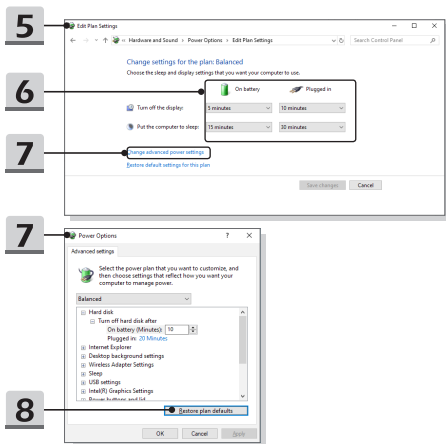 5
Edit Plan Settings
« Hardware and Sound › Power Options › Edit Plan Settings
Search Control Panel
Change settings for the plan: Balanced
Choose the sleep and display settings that you want your computer to use.
6
On battery
Plugged in
Turn off the display:
5 minutes
10 minutes
Put the computer to sleep:
15 minutes
30 minutes
7
Change advanced power settings
Restore default settings for this plan
Save changes
Cancel
7
Power Options
?
Advanced settings
Select the power plan that you want to customize, and
then choose settings that reflect how you want your
computer to manage power.
Balanced
Hard disk
Turn off hard disk after
On battery (Minutes): 10
Plugged in: 20 Minutes
Internet Explorer
Desktop background settings
Wireless Adapter Settings
Sleep
USB settings
Intel(R) Graphics Settings
Power buttons and lid
8
Restore plan defaults
OK
Cancel
Apply